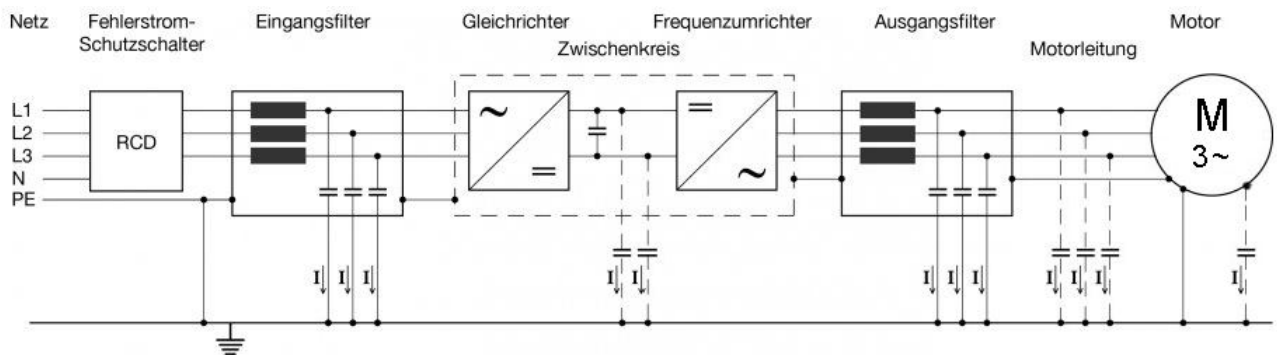 Netz
Fehlerstrom-
Schutzschalter
Eingangsfilter
Gleichrichter
Zwischenkreis
Frequenzumrichter
Ausgangsfilter
Motorleitung
Motor
L1
L2
L3
N
PE
RCD
M
3~
I
I
I
I
I
I
I
I
I
I
I
I